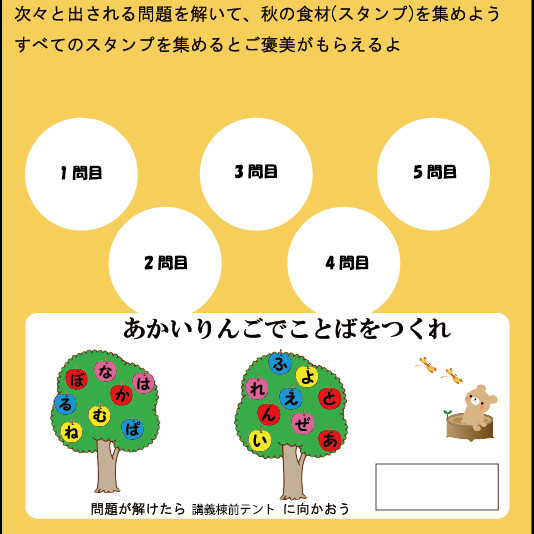 次々と出される問題を解いて、秋の食材(スタンプ)を集めよう
すべてのスタンプを集めるとご褒美がもらえるよ
1問目
3問目
5問目
2問目
4問目
あかいりんごでことばをつくれ
ぼ
な
は
か
る
む
ね
ぱ
ふ
よ
れ
え
と
ん
ぜ
い
あ
問題が解けたら 講義棟前テント に向かおう